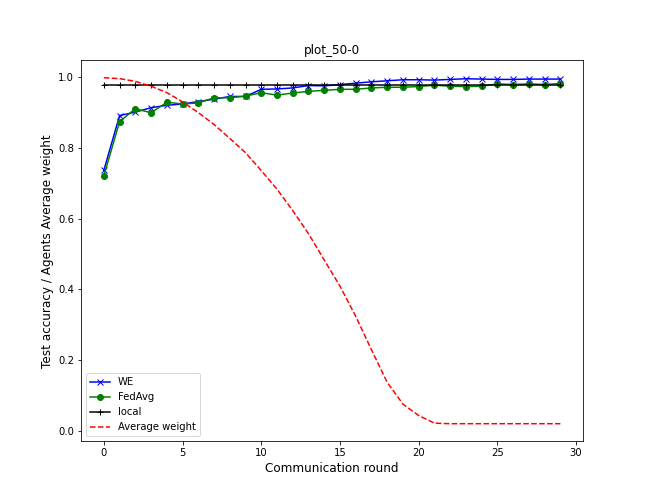 plot_50-0
1.0
0.8
0.6
0.4
0.2
0.0
Test accuracy / Agents Average weight
WE
FedAvg
local
Average weight
0 5 10 15 20 25 30
Communication round